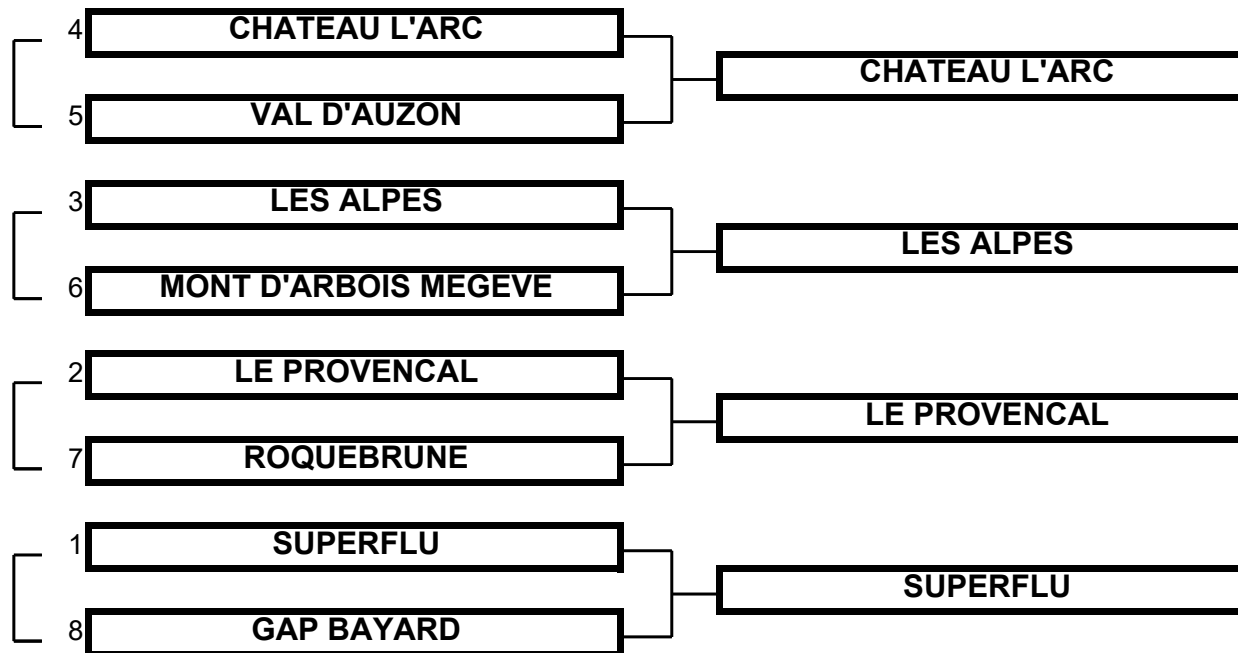 4 CHATEAU L'ARC
CHATEAU L'ARC
5 VAL D'AUZON
3 LES ALPES
LES ALPES
6 MONT D'ARBOIS MEGEVE
2 LE PROVENCAL
LE PROVENCAL
7 ROQUEBRUNE
1 SUPERFLU
SUPERFLU
8 GAP BAYARD